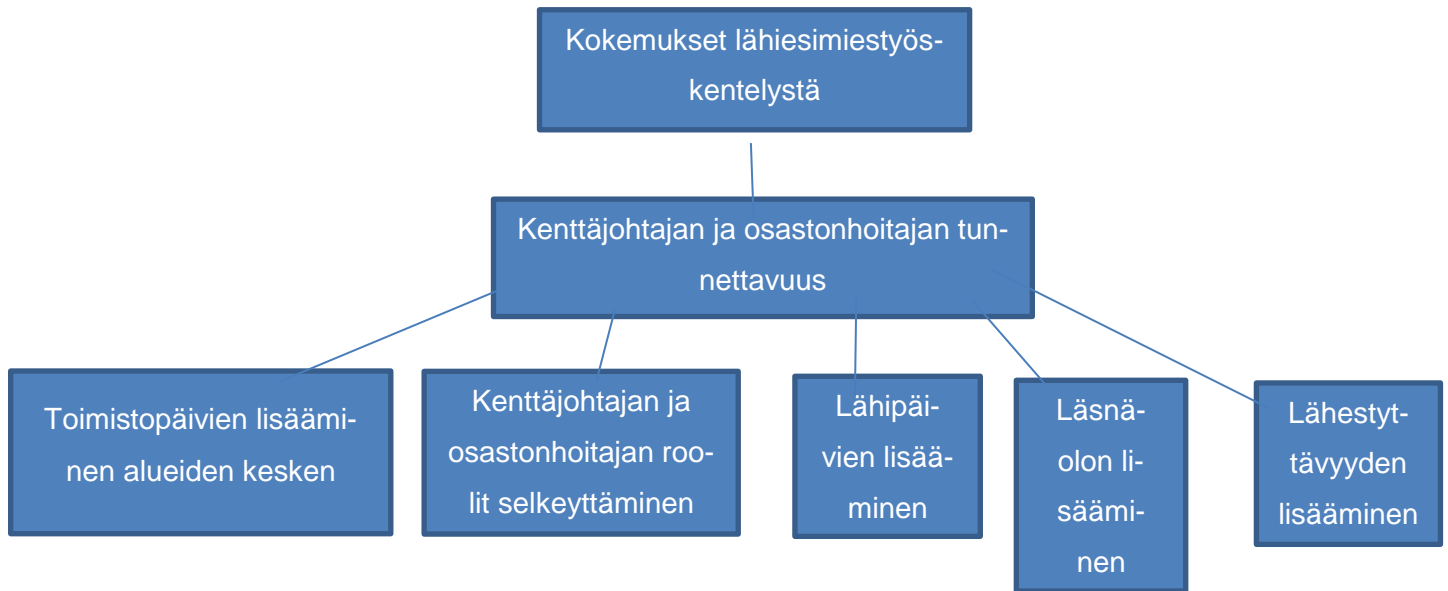 Kokemukset lähiesimiestyös-
kentelystä
Kenttäjohtajan ja osastonhoitajan tun-
nettavuus
Toimistopäivien lisäämi-
nen alueiden kesken
Kenttäjohtajan ja
osastonhoitajan roo-
lit selkeyttäminen
Lähipäi-
vien lisää-
minen
Läsnä-
olon li-
säämi-
nen
Lähestyt-
tävyyden
lisääminen